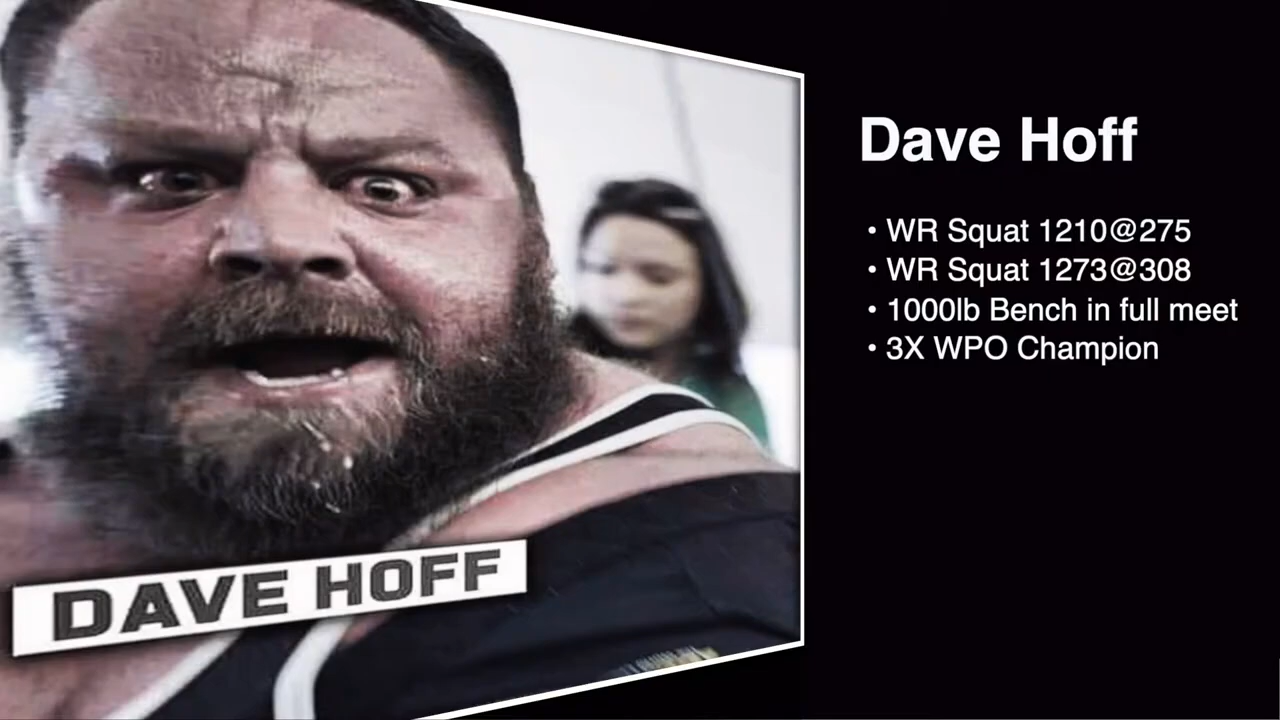 Dave Hoff
• WR Squat 1210@275
• WR Squat 1273@308
• 1000lb Bench in full meet
• 3X WPO Champion
DAVE HOFF